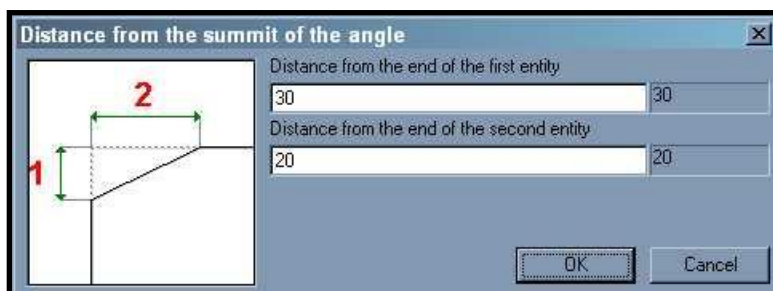 Distance from the summit of the angle
Distance from the end of the first entity
2
30 30
Distance from the end of the second entity
1
20 20
OK Cancel